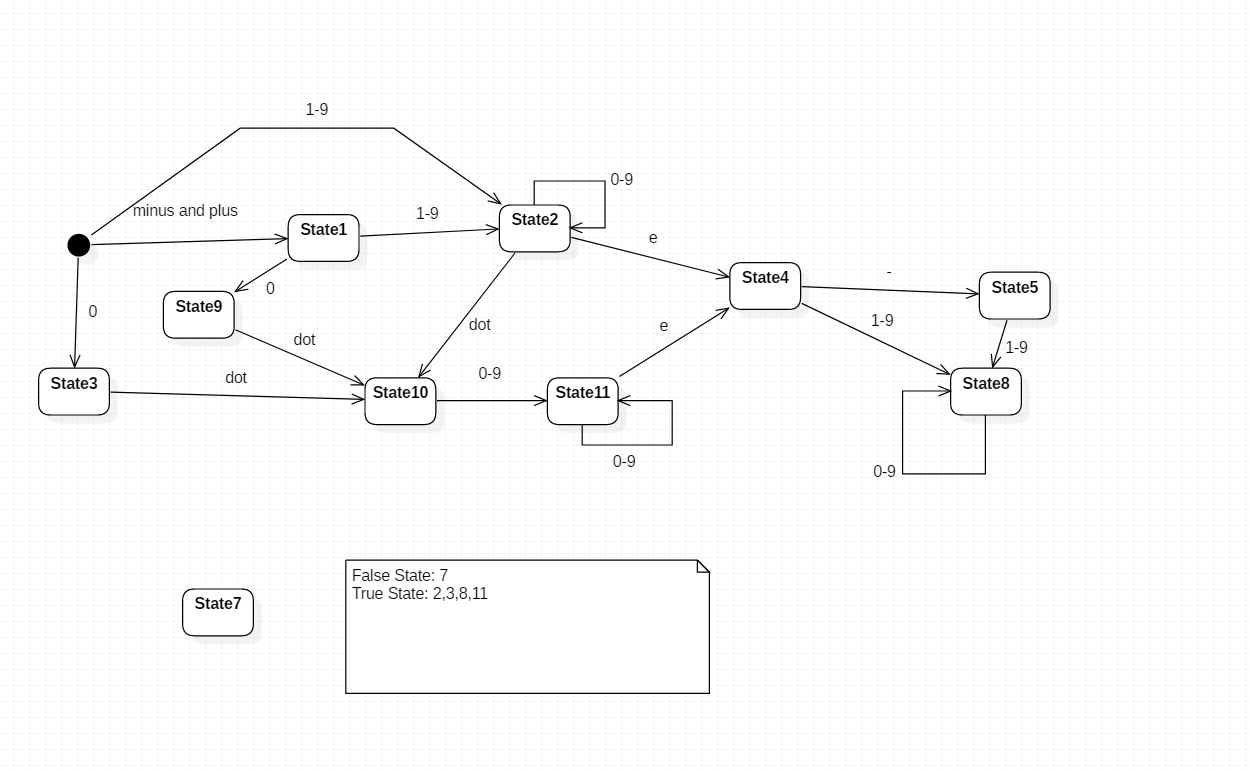 1-9
0-9
minus and plus
1-9
State2
State1
e
-
State4
State5
0
State9
0
dot
dot
e
1-9
1-9
dot
0-9
State3
State10
State11
State8
0-9
0-9
False State: 7
True State: 2,3,8,11
State7